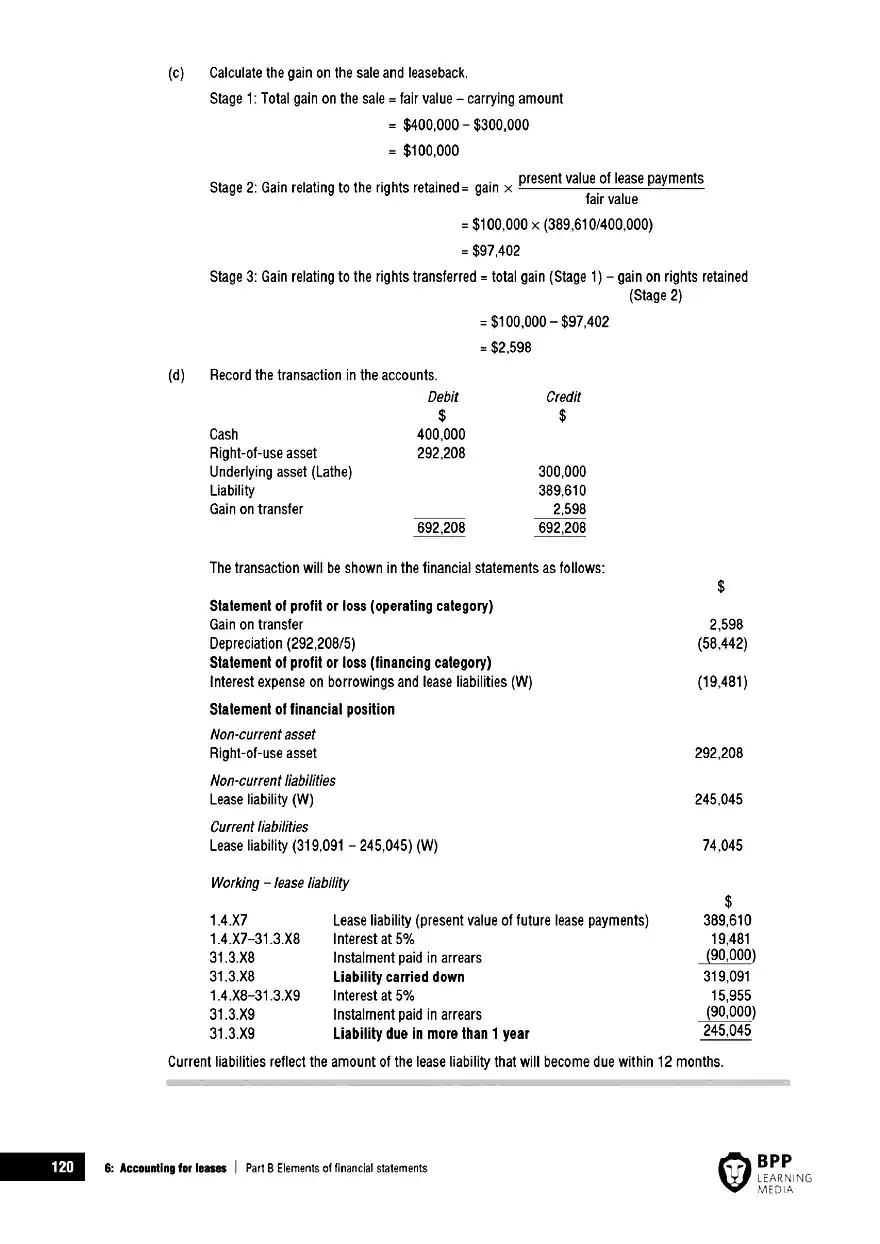 (c) Calculate the gain on the sale and leaseback.
Stage 1: Total gain on the sale = fair value – carrying amount
= $400,000 – $300,000
= $100,000
Stage 2: Gain relating to the rights retained = gain × present value of lease payments
fair value
= $100,000 × (389,610/400,000)
= $97,402
Stage 3: Gain relating to the rights transferred = total gain (Stage 1) – gain on rights retained
(Stage 2)
= $100,000 – $97,402
= $2,598
(d) Record the transaction in the accounts.
Debit Credit
$ $
Cash 400,000
Right-of-use asset 292,208
Underlying asset (Lathe) 300,000
Liability 389,610
Gain on transfer 2,598
692,208 692,208
The transaction will be shown in the financial statements as follows:
$
Statement of profit or loss (operating category)
Gain on transfer 2,598
Depreciation (292,208/5) (58,442)
Statement of profit or loss (financing category)
Interest expense on borrowings and lease liabilities (W) (19,481)
Statement of financial position
Non-current asset
Right-of-use asset 292,208
Non-current liabilities
Lease liability (W) 245,045
Current liabilities
Lease liability (319,091 – 245,045) (W) 74,045
Working – lease liability
$
1.4.X7 Lease liability (present value of future lease payments) 389,610
1.4.X7–31.3.X8 Interest at 5% 19,481
31.3.X8 Instalment paid in arrears (90,000)
31.3.X8 Liability carried down 319,091
1.4.X8–31.3.X9 Interest at 5% 15,955
31.3.X9 Instalment paid in arrears (90,000)
31.3.X9 Liability due in more than 1 year 245,045
Current liabilities reflect the amount of the lease liability that will become due within 12 months.
120 6: Accounting for leases | Part B Elements of financial statements
BPP
LEARNING
MEDIA